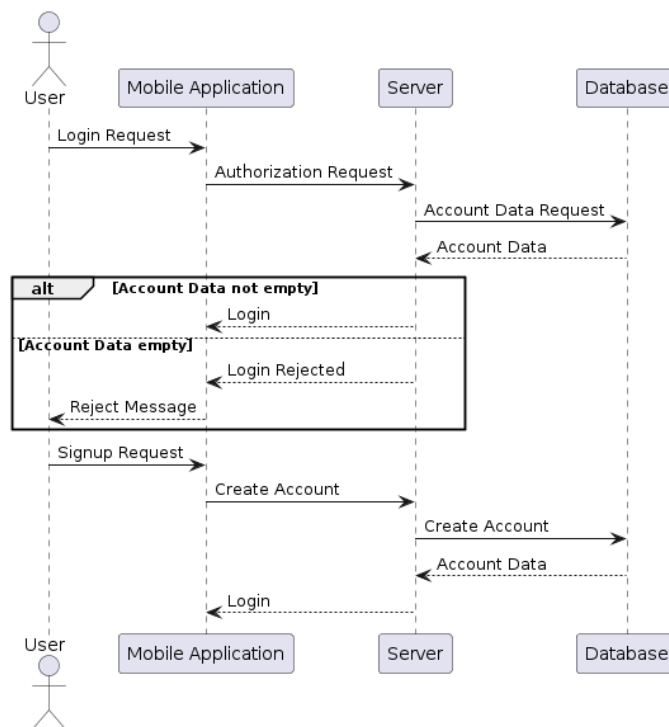 User
Mobile Application
Server
Database
Login Request
Authorization Request
Account Data Request
Account Data
alt
[Account Data not empty]
Login
[Account Data empty]
Login Rejected
Reject Message
Signup Request
Create Account
Create Account
Account Data
Login
User
Mobile Application
Server
Database